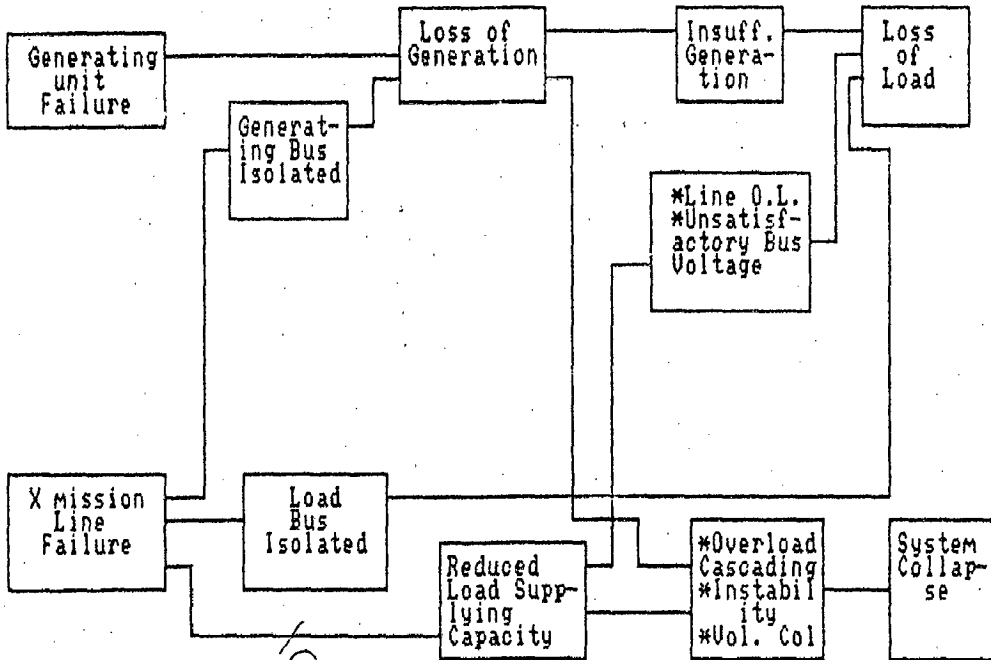 Generating
unit
Failure
Loss of
Generation
Insuff.
Genera-
tion
Loss
of
Load
Generat-
ing Bus
Isolated
*Line O.L.
*Unsatisf-
actory Bus
Voltage
X mission
Line
Failure
Load
Bus
Isolated
Reduced
Load Supp-
lying
Capacity
*Overload
Cascading
*Instabil
ity
*Vol. Col
System
Collap-
se